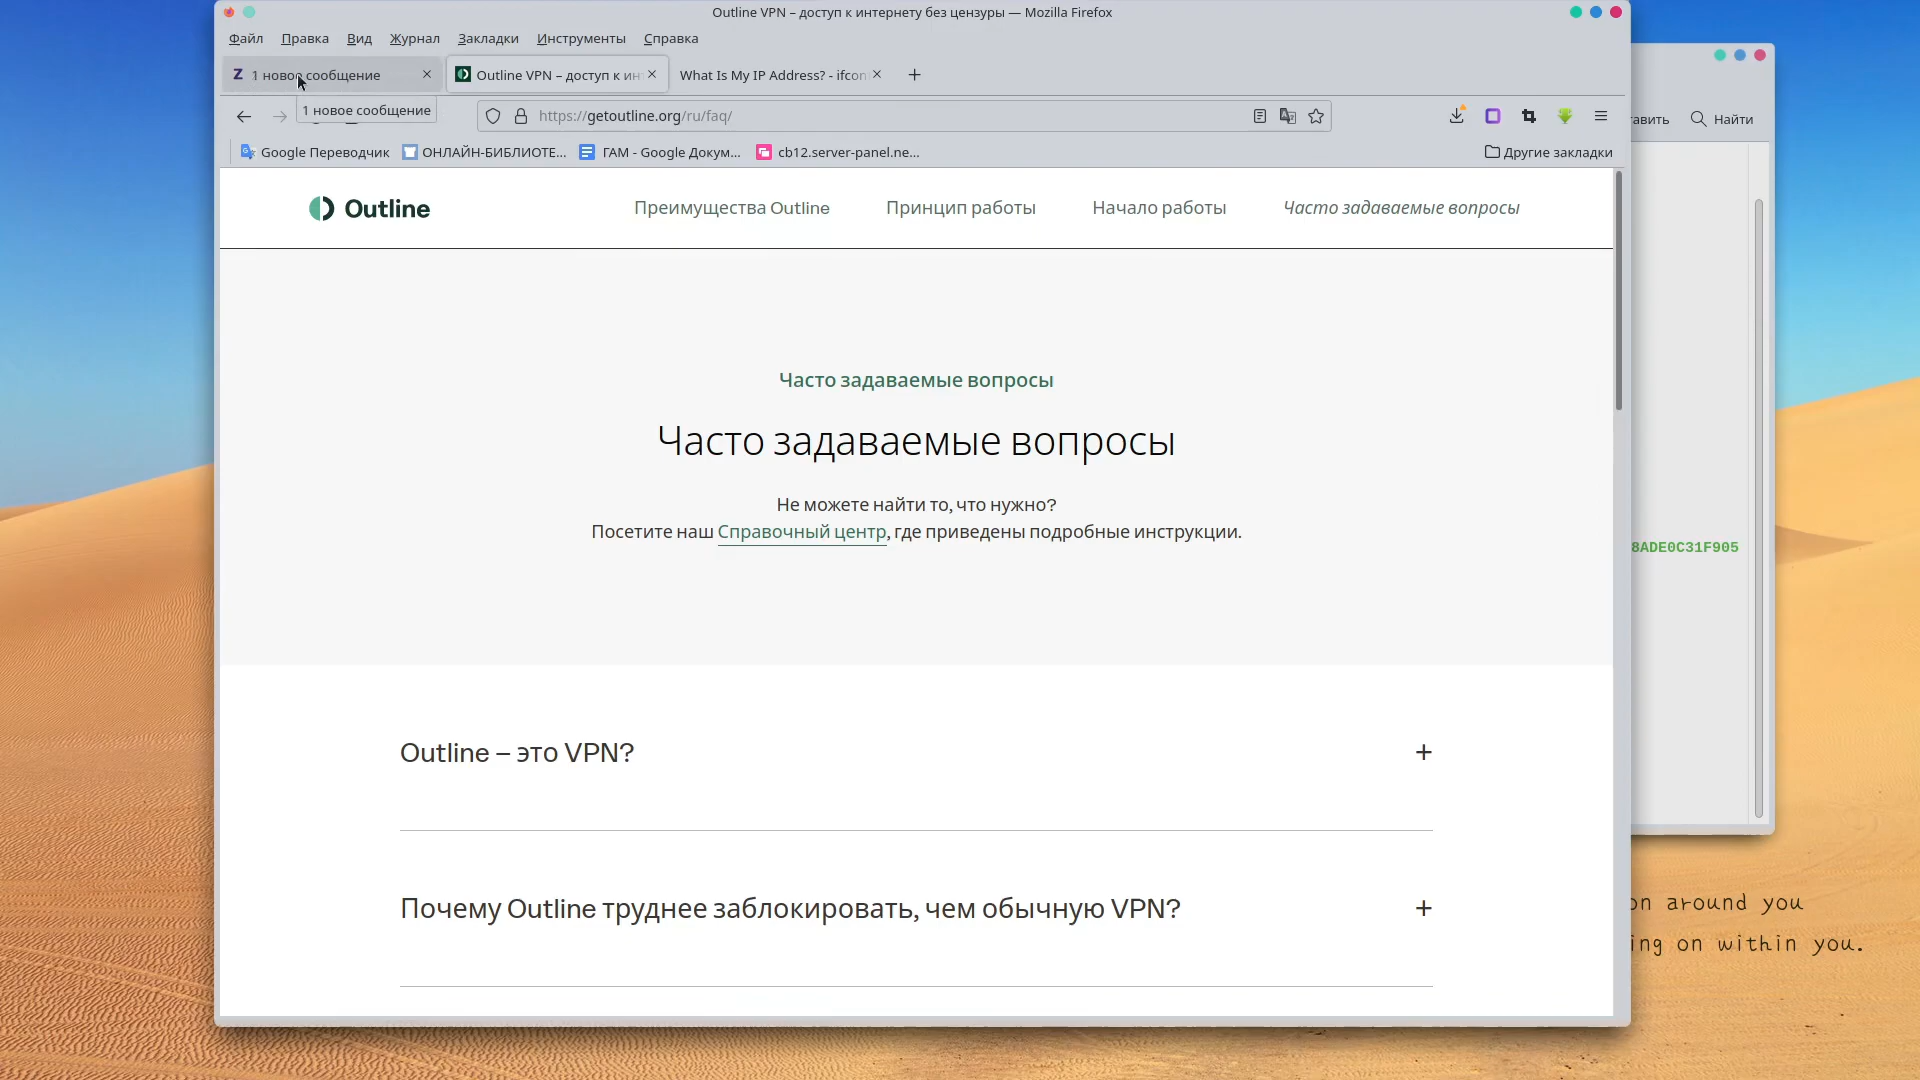 Outline VPN – доступ к интернету без цензуры — Mozilla Firefox
Файл Правка Вид Журнал Закладки Инструменты Справка
Z 1 новое сообщение × Outline VPN – доступ к ин × What Is My IP Address? - ifcon × +
1 новое сообщение
https://getoutline.org/ru/faq/
Найти
Google Переводчик ОНЛАЙН-БИБЛИОТЕ... ГАМ - Google Докум... cb12.server-panel.ne... Другие закладки
Outline Преимущества Outline Принцип работы Начало работы Часто задаваемые вопросы
Часто задаваемые вопросы
Часто задаваемые вопросы
Не можете найти то, что нужно?
Посетите наш Справочный центр, где приведены подробные инструкции.
8ADE0C31F905
Outline – это VPN? +
Почему Outline труднее заблокировать, чем обычную VPN? +
on around you
ing on within you.